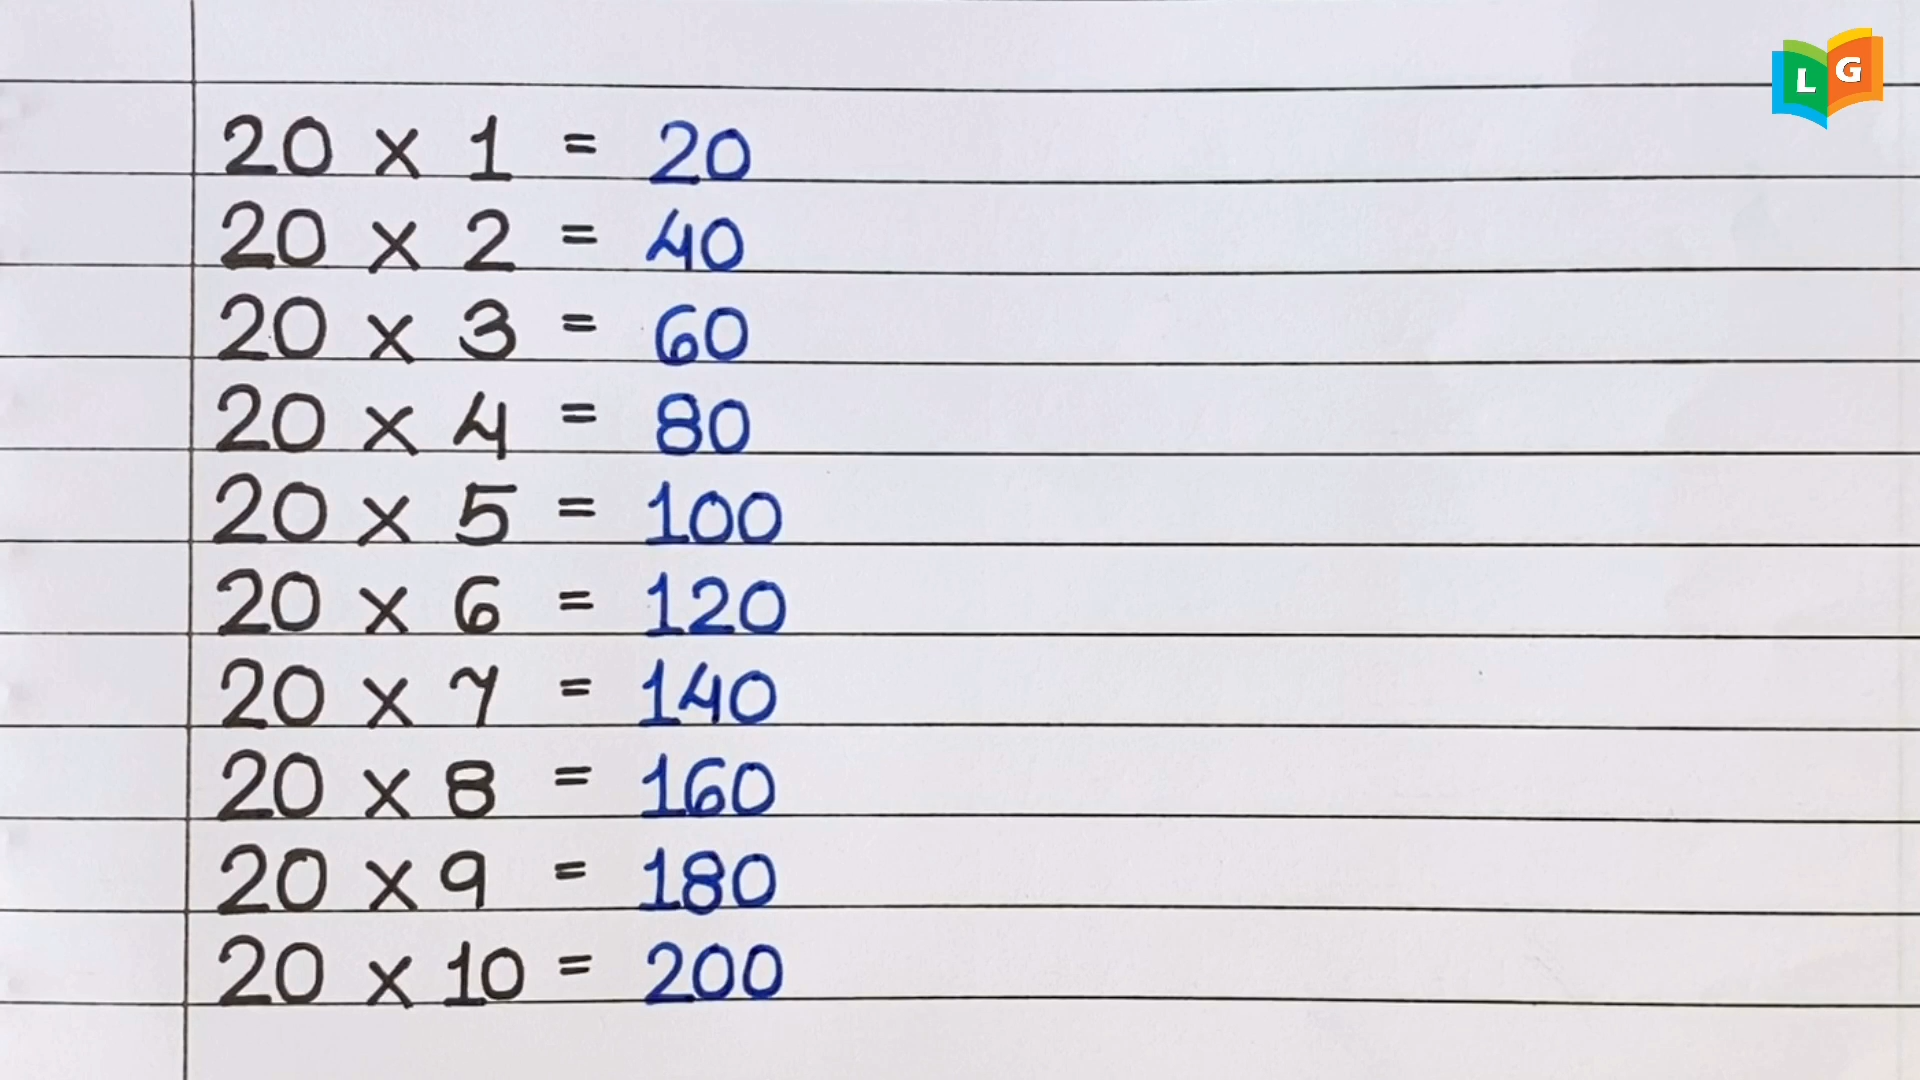 LG
20 x 1 = 20
20 x 2 = 40
20 x 3 = 60
20 x 4 = 80
20 x 5 = 100
20 x 6 = 120
20 x 7 = 140
20 x 8 = 160
20 x 9 = 180
20 x 10 = 200